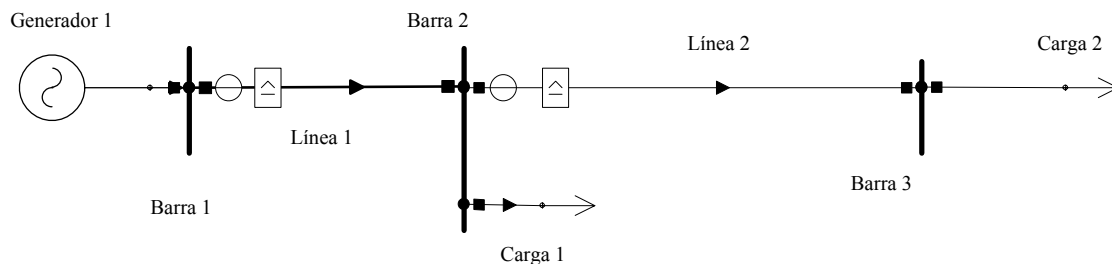 Generador 1
Barra 2
Línea 2
Carga 2
Línea 1
Barra 3
Barra 1
Carga 1